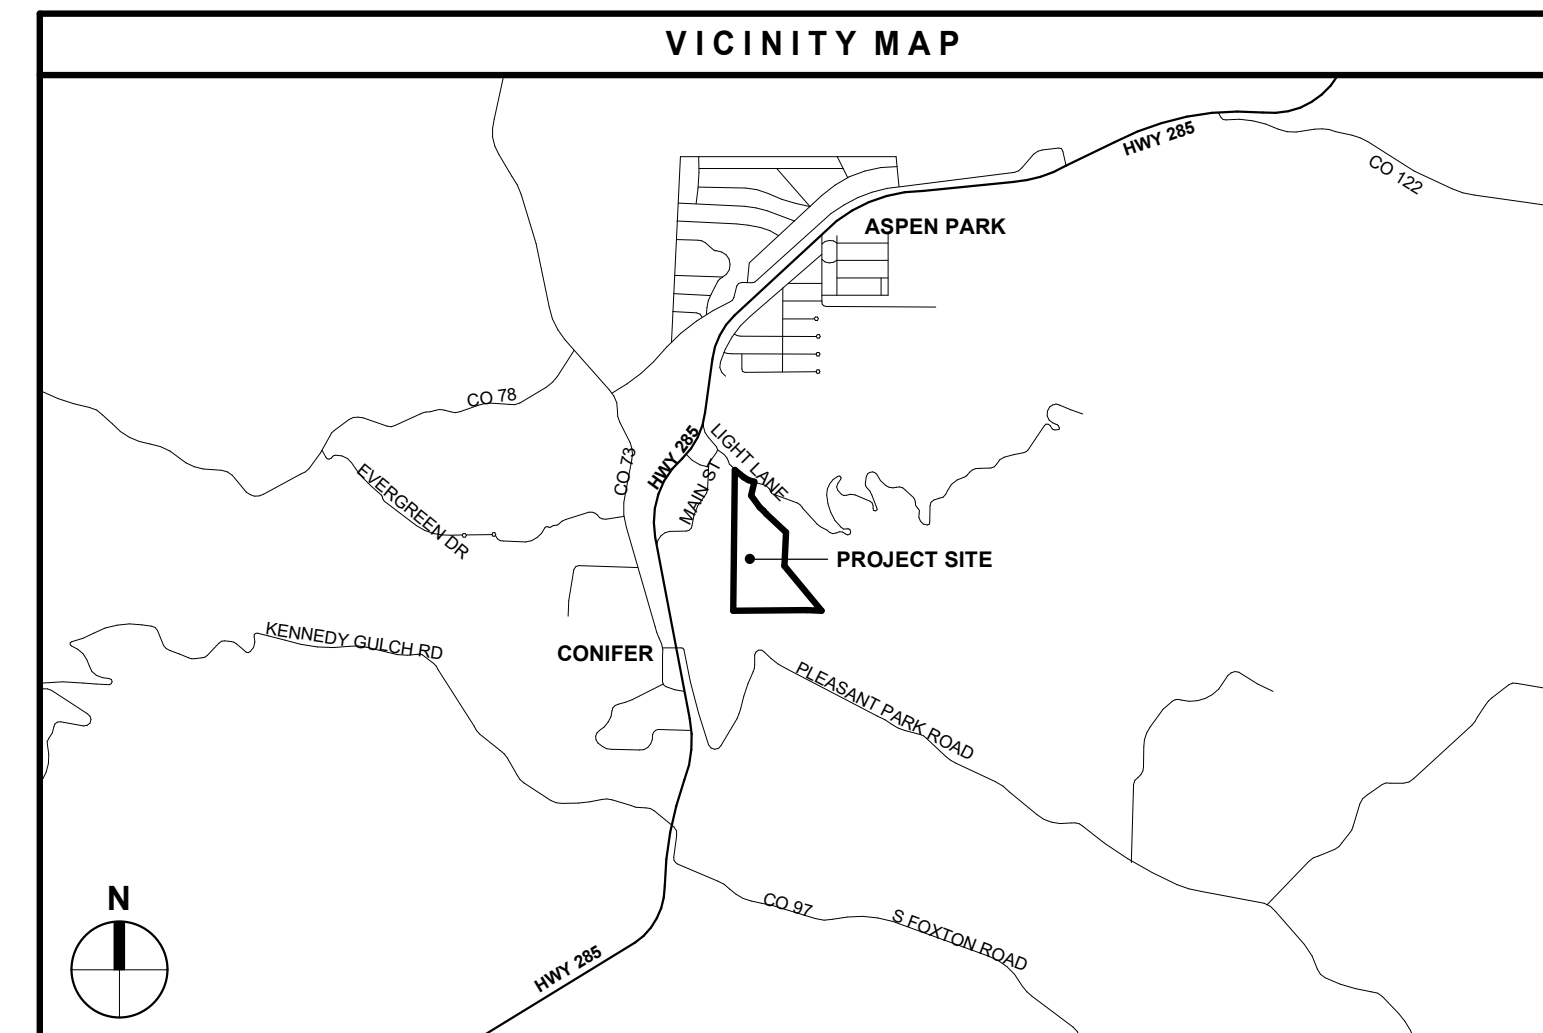 VICINITY MAP
HWY 285
CO 122
ASPEN PARK
CO 78
HWY 285
LIGHT LANE
CO 73
MAIN ST
EVERGREEN DR
PROJECT SITE
KENNEDY GULCH RD
CONIFER
PLEASANT PARK ROAD
N
CO 97
S FOXTON ROAD
HWY 285